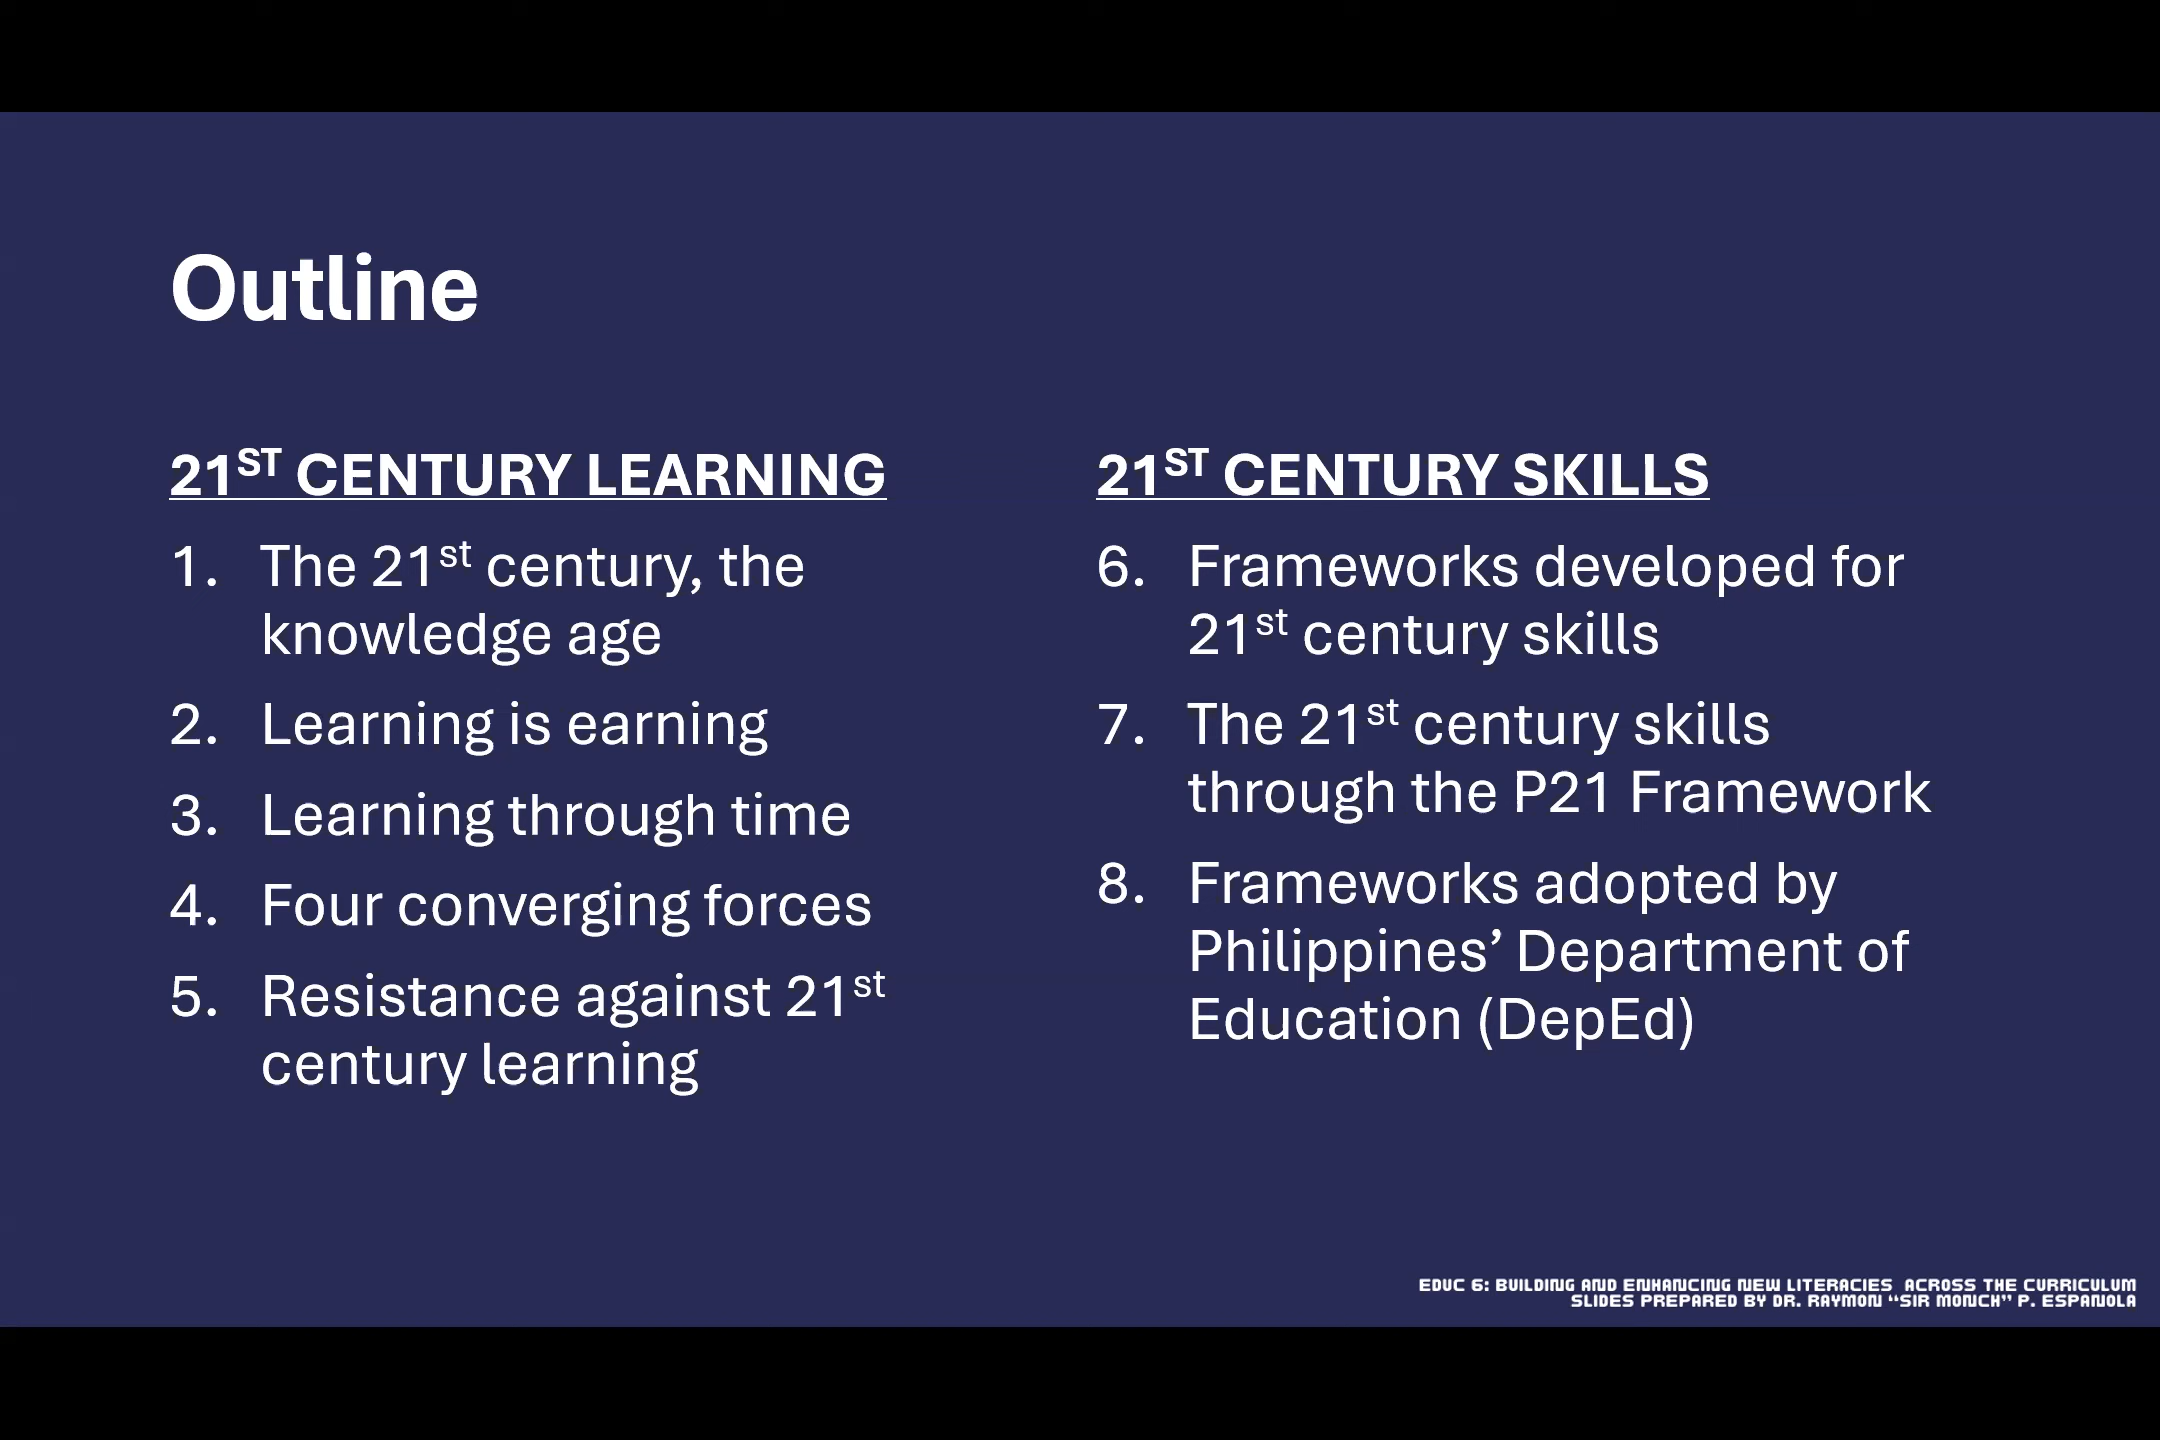 Outline
21ST CENTURY LEARNING
1. The 21st century, the
knowledge age
2. Learning is earning
3. Learning through time
4. Four converging forces
5. Resistance against 21st
century learning
21ST CENTURY SKILLS
6. Frameworks developed for
21st century skills
7. The 21st century skills
through the P21 Framework
8. Frameworks adopted by
Philippines’ Department of
Education (DepEd)
EDUC 6: BUILDING AND ENHANCING NEW LITERACIES ACROSS THE CURRICULUM
SLIDES PREPARED BY DR. RAYMON “SIR MONCH” P. ESPANOLA